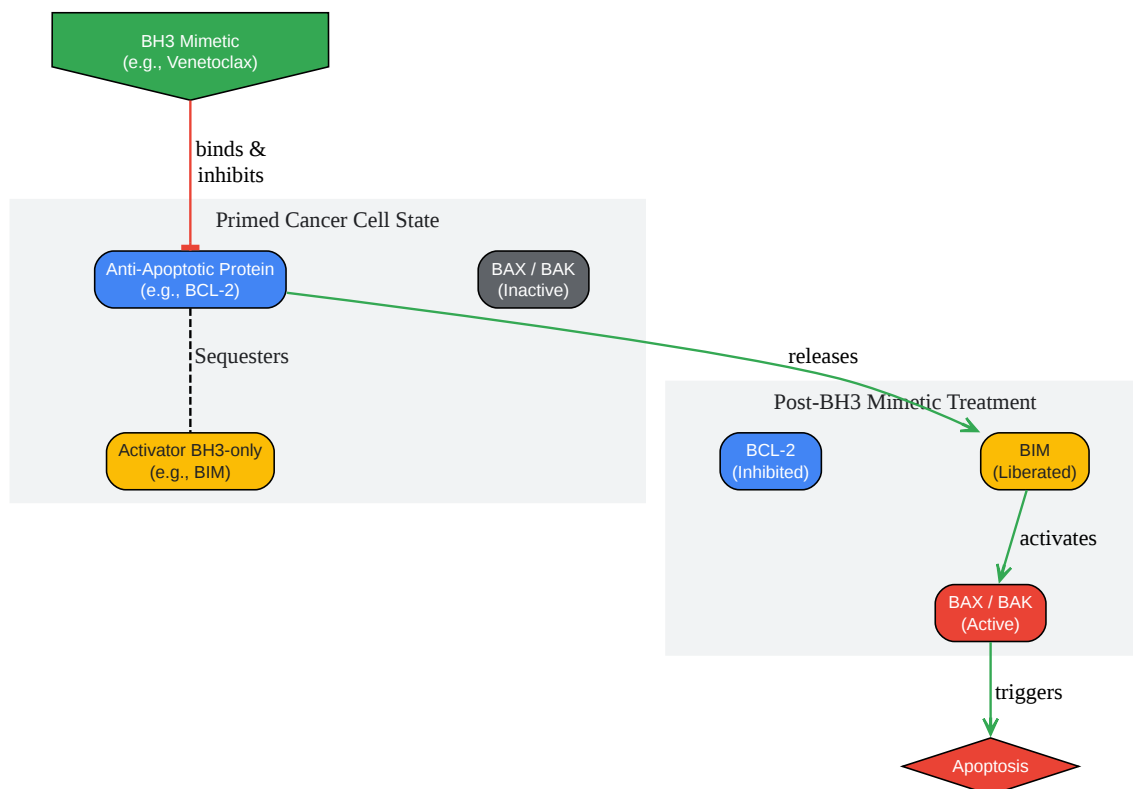 BH3 Mimetic
(e.g., Venetoclax)
binds &
inhibits
Primed Cancer Cell State
Anti-Apoptotic Protein
(e.g., BCL-2)
BAX / BAK
(Inactive)
Sequesters
releases
Activator BH3-only
(e.g., BIM)
Post-BH3 Mimetic Treatment
BCL-2
(Inhibited)
BIM
(Liberated)
activates
BAX / BAK
(Active)
triggers
Apoptosis